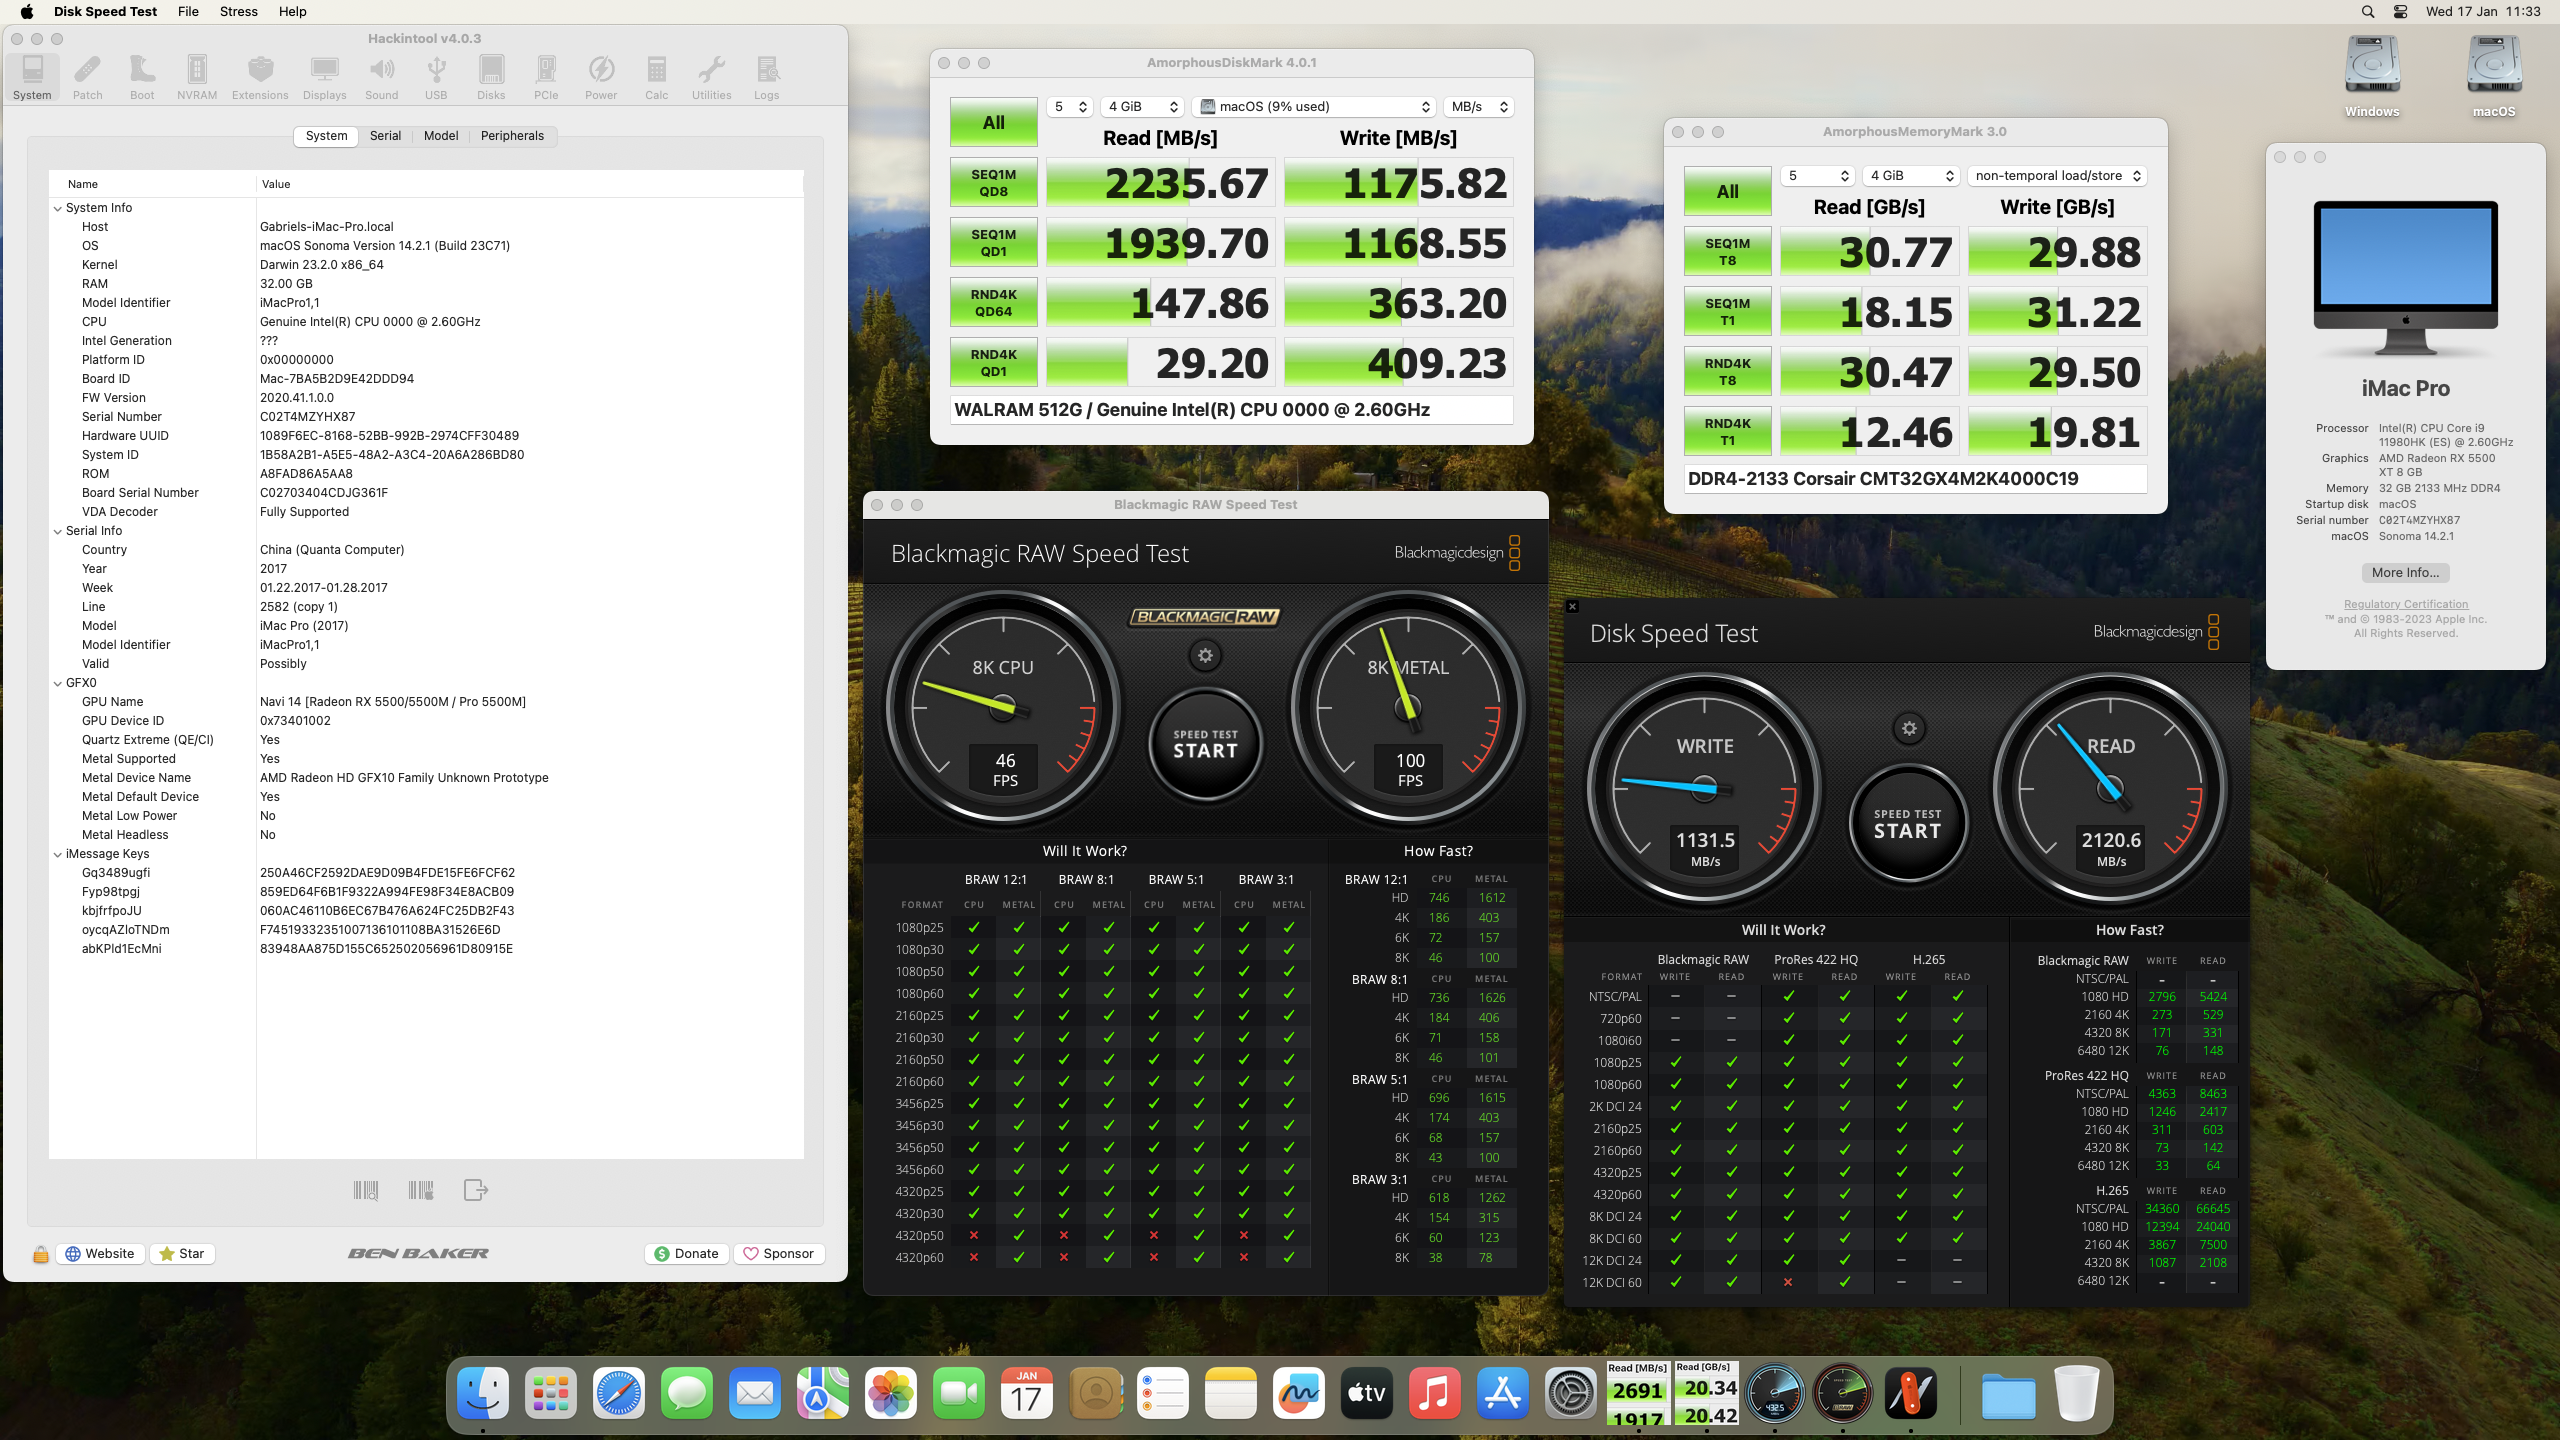 Disk Speed Test File Stress Help
Wed 17 Jan 11:33
Hackintool v4.0.3
System Patch Boot NVRAM Extensions Displays Sound USB Disks PCIe Power Calc Utilities Logs
System Serial Model Peripherals
Name Value
System Info
Host Gabriels-iMac-Pro.local
OS macOS Sonoma Version 14.2.1 (Build 23C71)
Kernel Darwin 23.2.0 x86_64
RAM 32.00 GB
Model Identifier iMacPro1,1
CPU Genuine Intel(R) CPU 0000 @ 2.60GHz
Intel Generation ???
Platform ID 0x00000000
Board ID Mac-7BA5B2D9E42DDD94
FW Version 2020.41.1.0.0
Serial Number C02T4MZYHX87
Hardware UUID 1089F6EC-8168-52BB-992B-2974CFF30489
System ID 1B58A2B1-A5E5-48A2-A3C4-20A6A286BD80
ROM A8FAD86A5AA8
Board Serial Number C02703404CDJG361F
VDA Decoder Fully Supported
Serial Info
Country China (Quanta Computer)
Year 2017
Week 01.22.2017-01.28.2017
Line 2582 (copy 1)
Model iMac Pro (2017)
Model Identifier iMacPro1,1
Valid Possibly
GFX0
GPU Name Navi 14 [Radeon RX 5500/5500M / Pro 5500M]
GPU Device ID 0x73401002
Quartz Extreme (QE/CI) Yes
Metal Supported Yes
Metal Device Name AMD Radeon HD GFX10 Family Unknown Prototype
Metal Default Device Yes
Metal Low Power No
Metal Headless No
iMessage Keys
Gq3489ugfi 250A46CF2592DAE9D09B4FDE15FE6FCF62
Fyp98tpgj 859ED64F6B1F9322A994FE98F34E8ACB09
kbjfrfpoJU 060AC46110B6EC67B476A624FC25DB2F43
oycqAZloTNDm F74519332351007136101108BA31526E6D
abKPld1EcMni 83948AA875D155C652502056961D80915E
Website Star BEN BAKER Donate Sponsor
AmorphousDiskMark 4.0.1
All 5 4 GiB macOS (9% used) MB/s
Read [MB/s] Write [MB/s]
SEQ1M QD8 2235.67 1175.82
SEQ1M QD1 1939.70 1168.55
RND4K QD64 147.86 363.20
RND4K QD1 29.20 409.23
WALRAM 512G / Genuine Intel(R) CPU 0000 @ 2.60GHz
AmorphousMemoryMark 3.0
All 5 4 GiB non-temporal load/store
Read [GB/s] Write [GB/s]
SEQ1M T8 30.77 29.88
SEQ1M T1 18.15 31.22
RND4K T8 30.47 29.50
RND4K T1 12.46 19.81
DDR4-2133 Corsair CMT32GX4M2K4000C19
Windows macOS
iMac Pro
Processor Intel(R) CPU Core i9
11980HK (ES) @ 2.60GHz
Graphics AMD Radeon RX 5500
XT 8 GB
Memory 32 GB 2133 MHz DDR4
Startup disk macOS
Serial number C02T4MZYHX87
macOS Sonoma 14.2.1
More Info...
Regulatory Certification
™ and © 1983-2023 Apple Inc.
All Rights Reserved.
Blackmagic RAW Speed Test
Blackmagic RAW Speed Test Blackmagicdesign
BLACKMAGIC RAW
8K CPU 8K METAL
SPEED TEST
START
46 100
FPS FPS
Will It Work?
BRAW 12:1 BRAW 8:1 BRAW 5:1 BRAW 3:1
FORMAT CPU METAL CPU METAL CPU METAL CPU METAL
1080p25 ✓ ✓ ✓ ✓ ✓ ✓ ✓ ✓
1080p30 ✓ ✓ ✓ ✓ ✓ ✓ ✓ ✓
1080p50 ✓ ✓ ✓ ✓ ✓ ✓ ✓ ✓
1080p60 ✓ ✓ ✓ ✓ ✓ ✓ ✓ ✓
2160p25 ✓ ✓ ✓ ✓ ✓ ✓ ✓ ✓
2160p30 ✓ ✓ ✓ ✓ ✓ ✓ ✓ ✓
2160p50 ✓ ✓ ✓ ✓ ✓ ✓ ✓ ✓
2160p60 ✓ ✓ ✓ ✓ ✓ ✓ ✓ ✓
3456p25 ✓ ✓ ✓ ✓ ✓ ✓ ✓ ✓
3456p30 ✓ ✓ ✓ ✓ ✓ ✓ ✓ ✓
3456p50 ✓ ✓ ✓ ✓ ✓ ✓ ✓ ✓
3456p60 ✓ ✓ ✓ ✓ ✓ ✓ ✓ ✓
4320p25 ✓ ✓ ✓ ✓ ✓ ✓ ✓ ✓
4320p30 ✓ ✓ ✓ ✓ ✓ ✓ ✓ ✓
4320p50 × ✓ × ✓ × ✓ × ✓
4320p60 × ✓ × ✓ × ✓ × ✓
How Fast?
BRAW 12:1 CPU METAL
HD 746 1612
4K 186 403
6K 72 157
8K 46 100
BRAW 8:1 CPU METAL
HD 736 1626
4K 184 406
6K 71 158
8K 46 101
BRAW 5:1 CPU METAL
HD 696 1615
4K 174 403
6K 68 157
8K 43 100
BRAW 3:1 CPU METAL
HD 618 1262
4K 154 315
6K 60 123
8K 38 78
Disk Speed Test Blackmagicdesign
WRITE READ
SPEED TEST
START
1131.5 2120.6
MB/s MB/s
Will It Work?
Blackmagic RAW ProRes 422 HQ H.265
FORMAT WRITE READ WRITE READ WRITE READ
NTSC/PAL – – ✓ ✓ ✓ ✓
720p60 – – ✓ ✓ ✓ ✓
1080i60 – – ✓ ✓ ✓ ✓
1080p25 ✓ ✓ ✓ ✓ ✓ ✓
1080p60 ✓ ✓ ✓ ✓ ✓ ✓
2K DCI 24 ✓ ✓ ✓ ✓ ✓ ✓
2160p25 ✓ ✓ ✓ ✓ ✓ ✓
2160p60 ✓ ✓ ✓ ✓ ✓ ✓
4320p25 ✓ ✓ ✓ ✓ ✓ ✓
4320p60 ✓ ✓ ✓ ✓ ✓ ✓
8K DCI 24 ✓ ✓ ✓ ✓ ✓ ✓
8K DCI 60 ✓ ✓ ✓ ✓ ✓ ✓
12K DCI 24 ✓ ✓ ✓ ✓ – –
12K DCI 60 ✓ ✓ × ✓ – –
How Fast?
Blackmagic RAW WRITE READ
NTSC/PAL - -
1080 HD 2796 5424
2160 4K 273 529
4320 8K 171 331
6480 12K 76 148
ProRes 422 HQ WRITE READ
NTSC/PAL 4363 8463
1080 HD 1246 2417
2160 4K 311 603
4320 8K 73 142
6480 12K 33 64
H.265 WRITE READ
NTSC/PAL 34360 66645
1080 HD 12394 24040
2160 4K 3867 7500
4320 8K 1087 2108
6480 12K - -
JAN
17
tv
Read [MB/s] Read [GB/s]
2691 20.34
1917 20.42
432.5